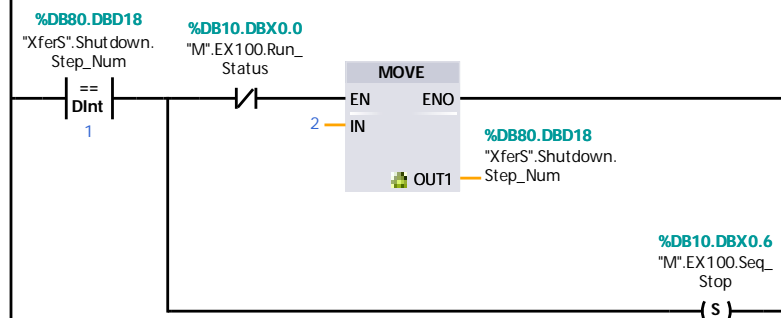 %DB80.DBD18
"XferS".Shutdown.
Step_Num
==
DInt
1
%DB10.DBX0.0
"M".EX100.Run_
Status
MOVE
EN ENO
2 IN
OUT1
%DB80.DBD18
"XferS".Shutdown.
Step_Num
%DB10.DBX0.6
"M".EX100.Seq_
Stop
S